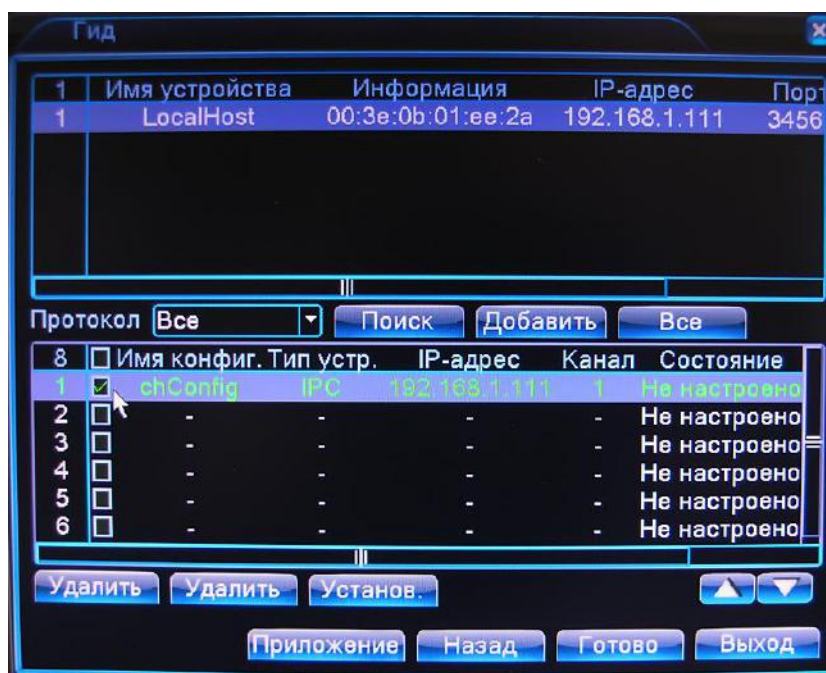 Гид
1 Имя устройства Информация IP-адрес Порт
1 LocalHost 00:3e:0b:01:ee:2a 192.168.1.111 3456
Протокол Все Поиск Добавить Все
8 Имя конфиг. Тип устр. IP-адрес Канал Состояние
1 chConfig IPC 192.168.1.111 1 Не настроено
2 - - - - Не настроено
3 - - - - Не настроено
4 - - - - Не настроено
5 - - - - Не настроено
6 - - - - Не настроено
Удалить Удалить Установ.
Приложение Назад Готово Выход